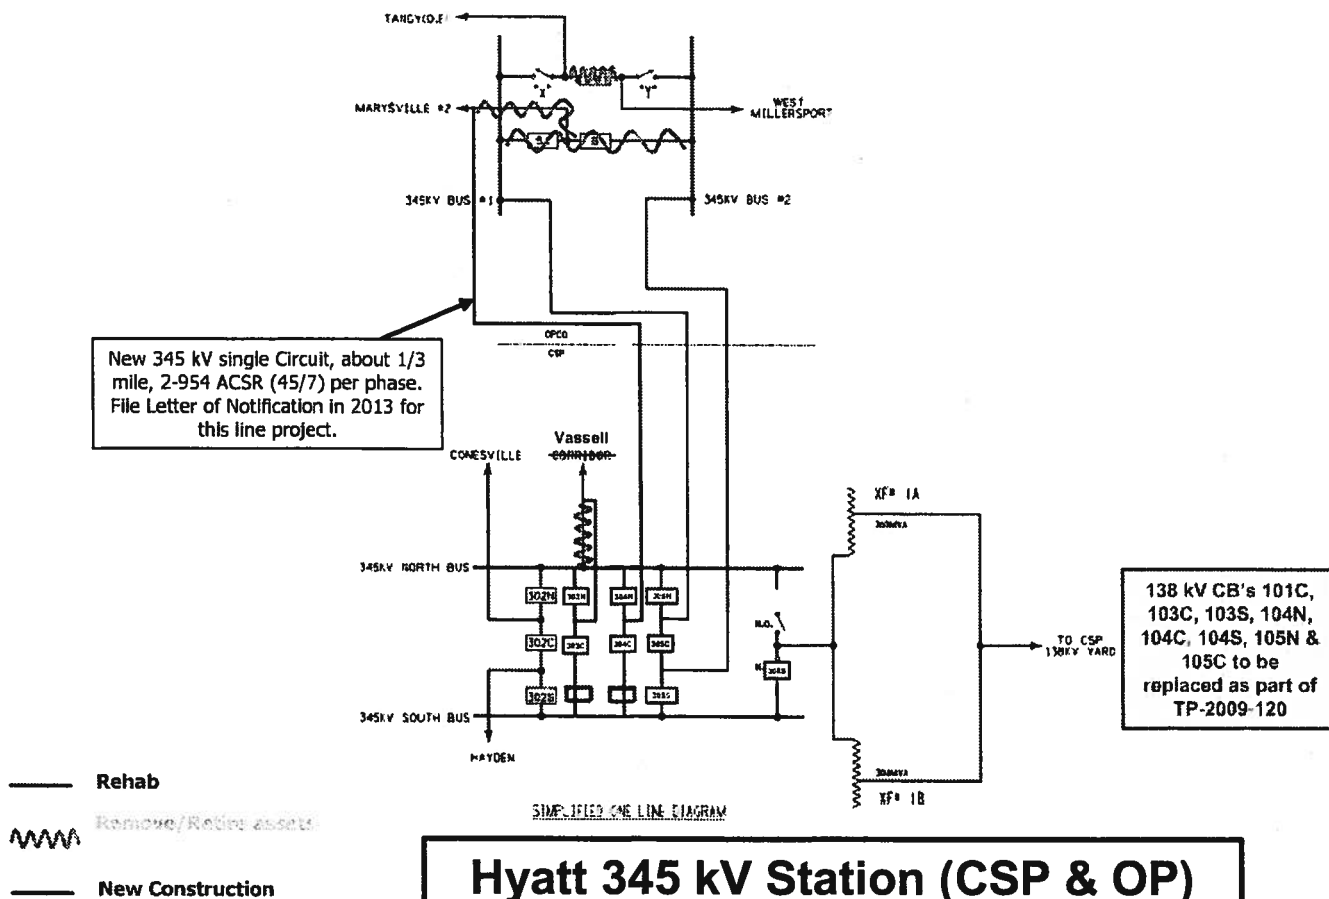 TANGY(O.E)
"X"
"Y"
MARYSVILLE #2
WEST
MILLERSPORT
345KV BUS #1
345KV BUS #2
OPCO
CSP
New 345 kV single Circuit, about 1/3
mile, 2-954 ACSR (45/7) per phase.
File Letter of Notification in 2013 for
this line project.
Vassell
CORRIDOR
CONESVILLE
XF# 1A
345KV NORTH BUS
302N
304N
N.O.
302C
304C
305C
TO CSP
138KV YARD
138 kV CB's 101C,
103C, 103S, 104N,
104C, 104S, 105N &
105C to be
replaced as part of
TP-2009-120
302S
345KV SOUTH BUS
HAYDEN
XF# 1B
Rehab
SIMPLIFIED ONE LINE DIAGRAM
Remove/Retire assets
New Construction
Hyatt 345 kV Station (CSP & OP)